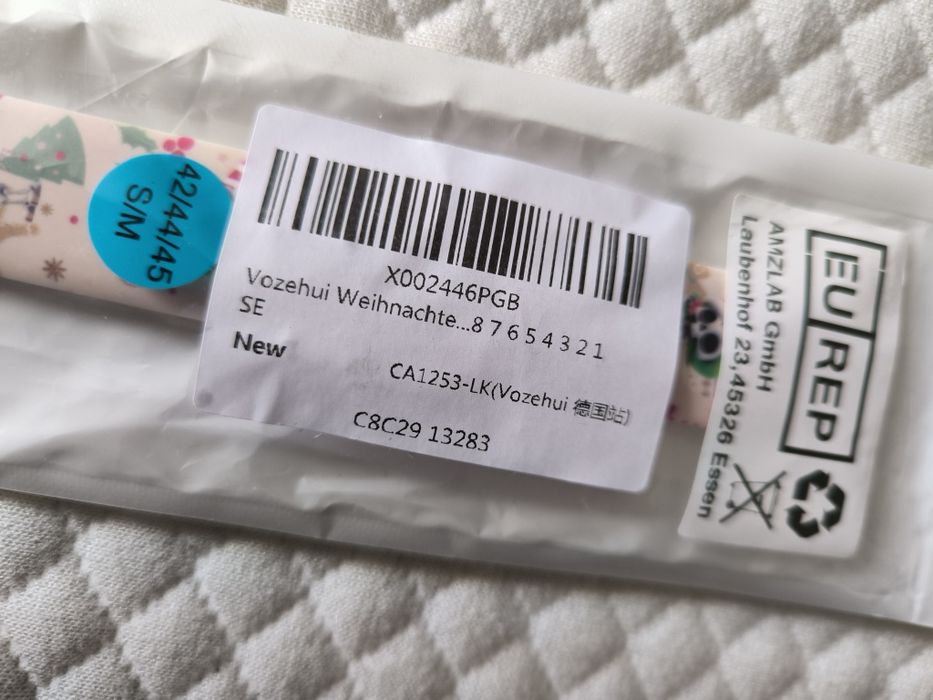 42/44/45
S/M
X002446PGB
Vozehui Weihnachte...8 7 6 5 4 3 2 1
SE
New
CA1253-LK(Vozehui 德国站)
C8C29 13283
EU REP
AMZLAB GmbH
Laubenhof 23,45326 Essen